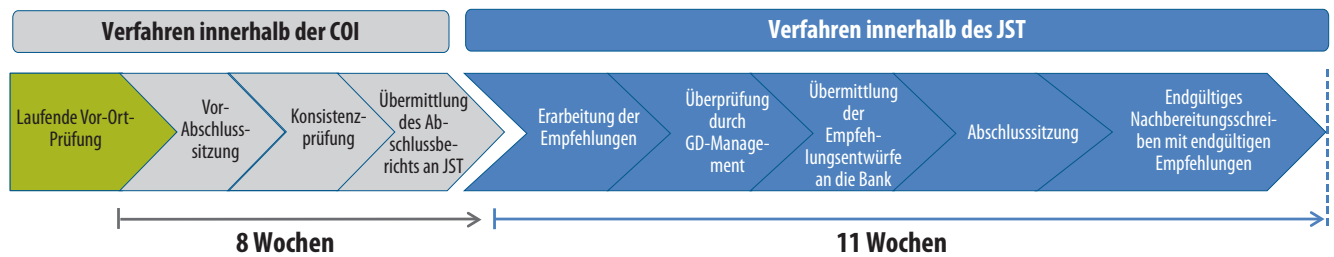 Verfahren innerhalb der COI
Verfahren innerhalb des JST
Laufende Vor-Ort-
Prüfung
Vor-
Abschluss-
sitzung
Konsistenz-
prüfung
Übermittlung
des Ab-
schlussbe-
richts an JST
Erarbeitung der
Empfehlungen
Überprüfung
durch
GD-Manage-
ment
Übermittlung
der
Empfeh-
lungsentwürfe
an die Bank
Abschlusssitzung
Endgültiges
Nachbereitungsschrei-
ben mit endgültigen
Empfehlungen
8 Wochen
11 Wochen